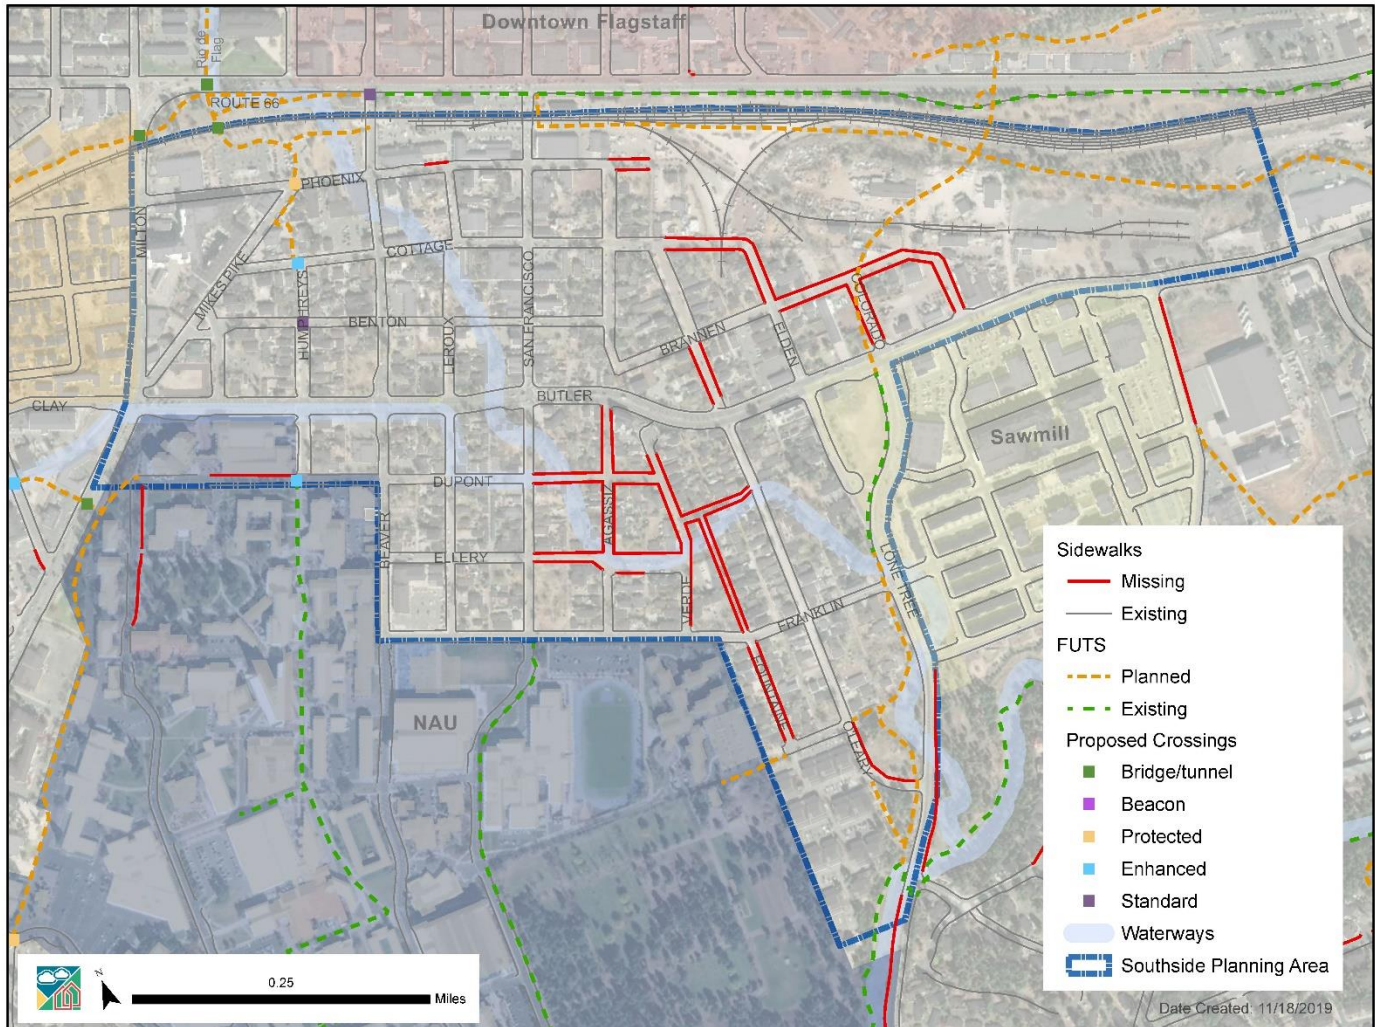 Downtown Flagstaff
Rio de
Flag
ROUTE 66
PHOENIX
MILTON
MIKES PIKE
COTTAGE
HUMPHREYS
BENTON
LEROUX
SAN FRANCISCO
BRANNEN
ELDEN
COLORADO
CLAY
BUTLER
Sawmill
DUPONT
AGASSIZ
BEAVER
ELLERY
VERDE
FRANKLIN
LONE TREE
FOUNTAINE
O'LEARY
NAU
Sidewalks
Missing
Existing
FUTS
Planned
Existing
Proposed Crossings
Bridge/tunnel
Beacon
Protected
Enhanced
Standard
Waterways
Southside Planning Area
N
0.25
Miles
Date Created: 11/18/2019